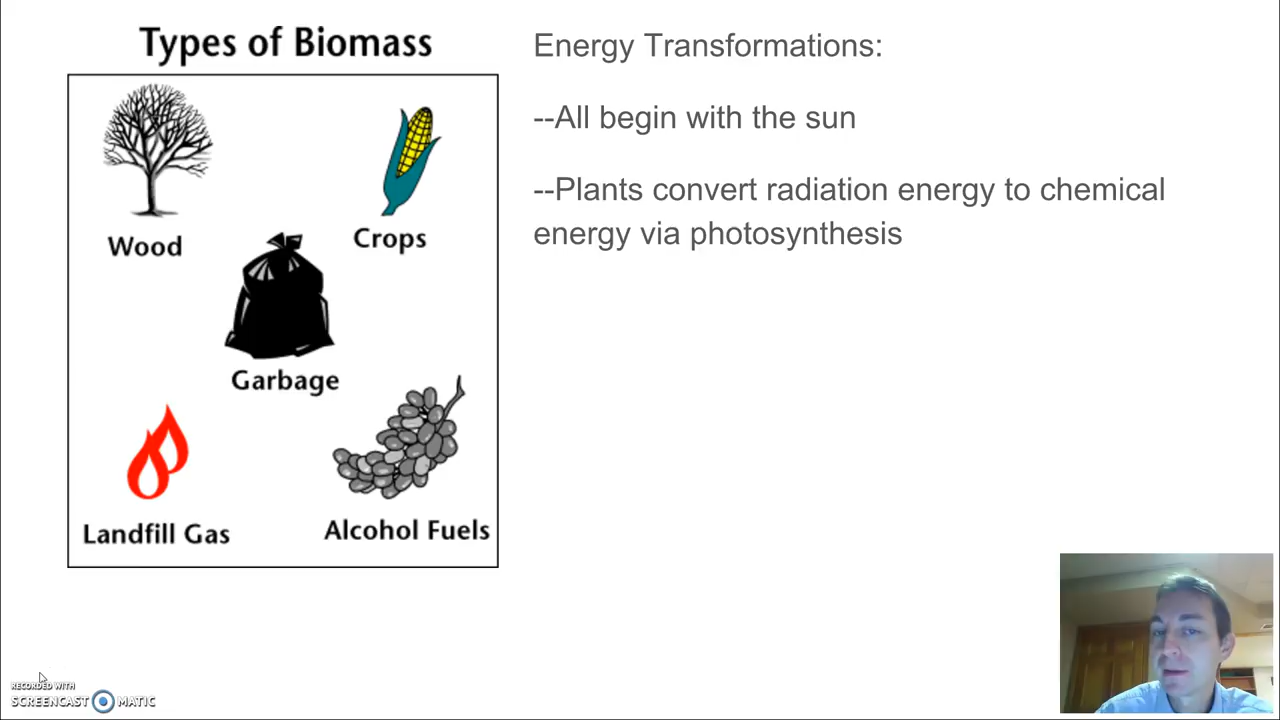 Types of Biomass
Wood
Crops
Garbage
Landfill Gas
Alcohol Fuels
Energy Transformations:
--All begin with the sun
--Plants convert radiation energy to chemical
energy via photosynthesis
RECORDED WITH
SCREENCAST MATIC